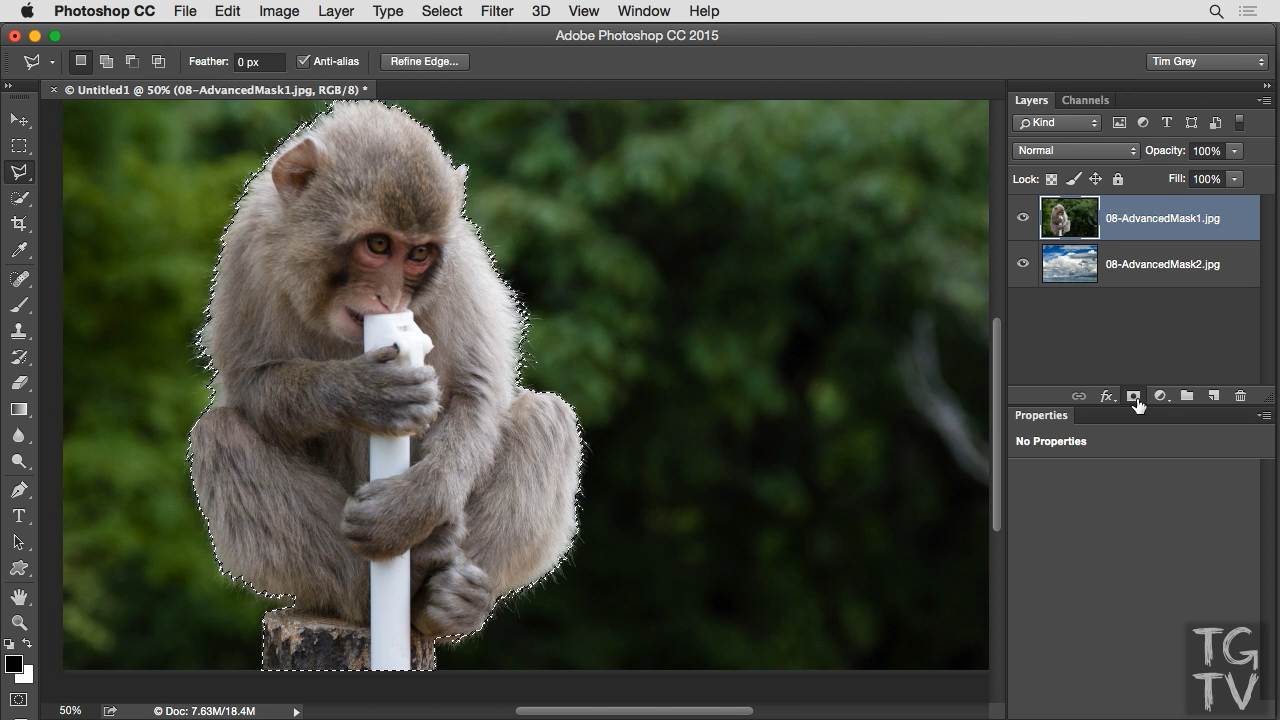 Photoshop CC File Edit Image Layer Type Select Filter 3D View Window Help
Adobe Photoshop CC 2015
Feather: 0 px Anti-alias Refine Edge... Tim Grey
× © Untitled1 @ 50% (08-AdvancedMask1.jpg, RGB/8) *
Layers Channels
Kind
Normal Opacity: 100%
Lock: Fill: 100%
08-AdvancedMask1.jpg
08-AdvancedMask2.jpg
fx
Properties
No Properties
T
TG
TV
50% © Doc: 7.63M/18.4M